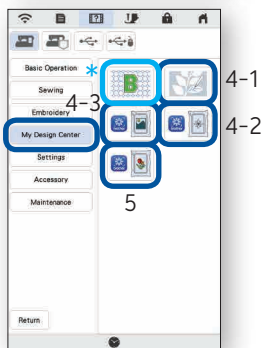 Basic Operation
*
Sewing
B
4-1
4-3
Embroidery
4-2
My Design Center
Settings
5
Accessory
Maintenance
Return